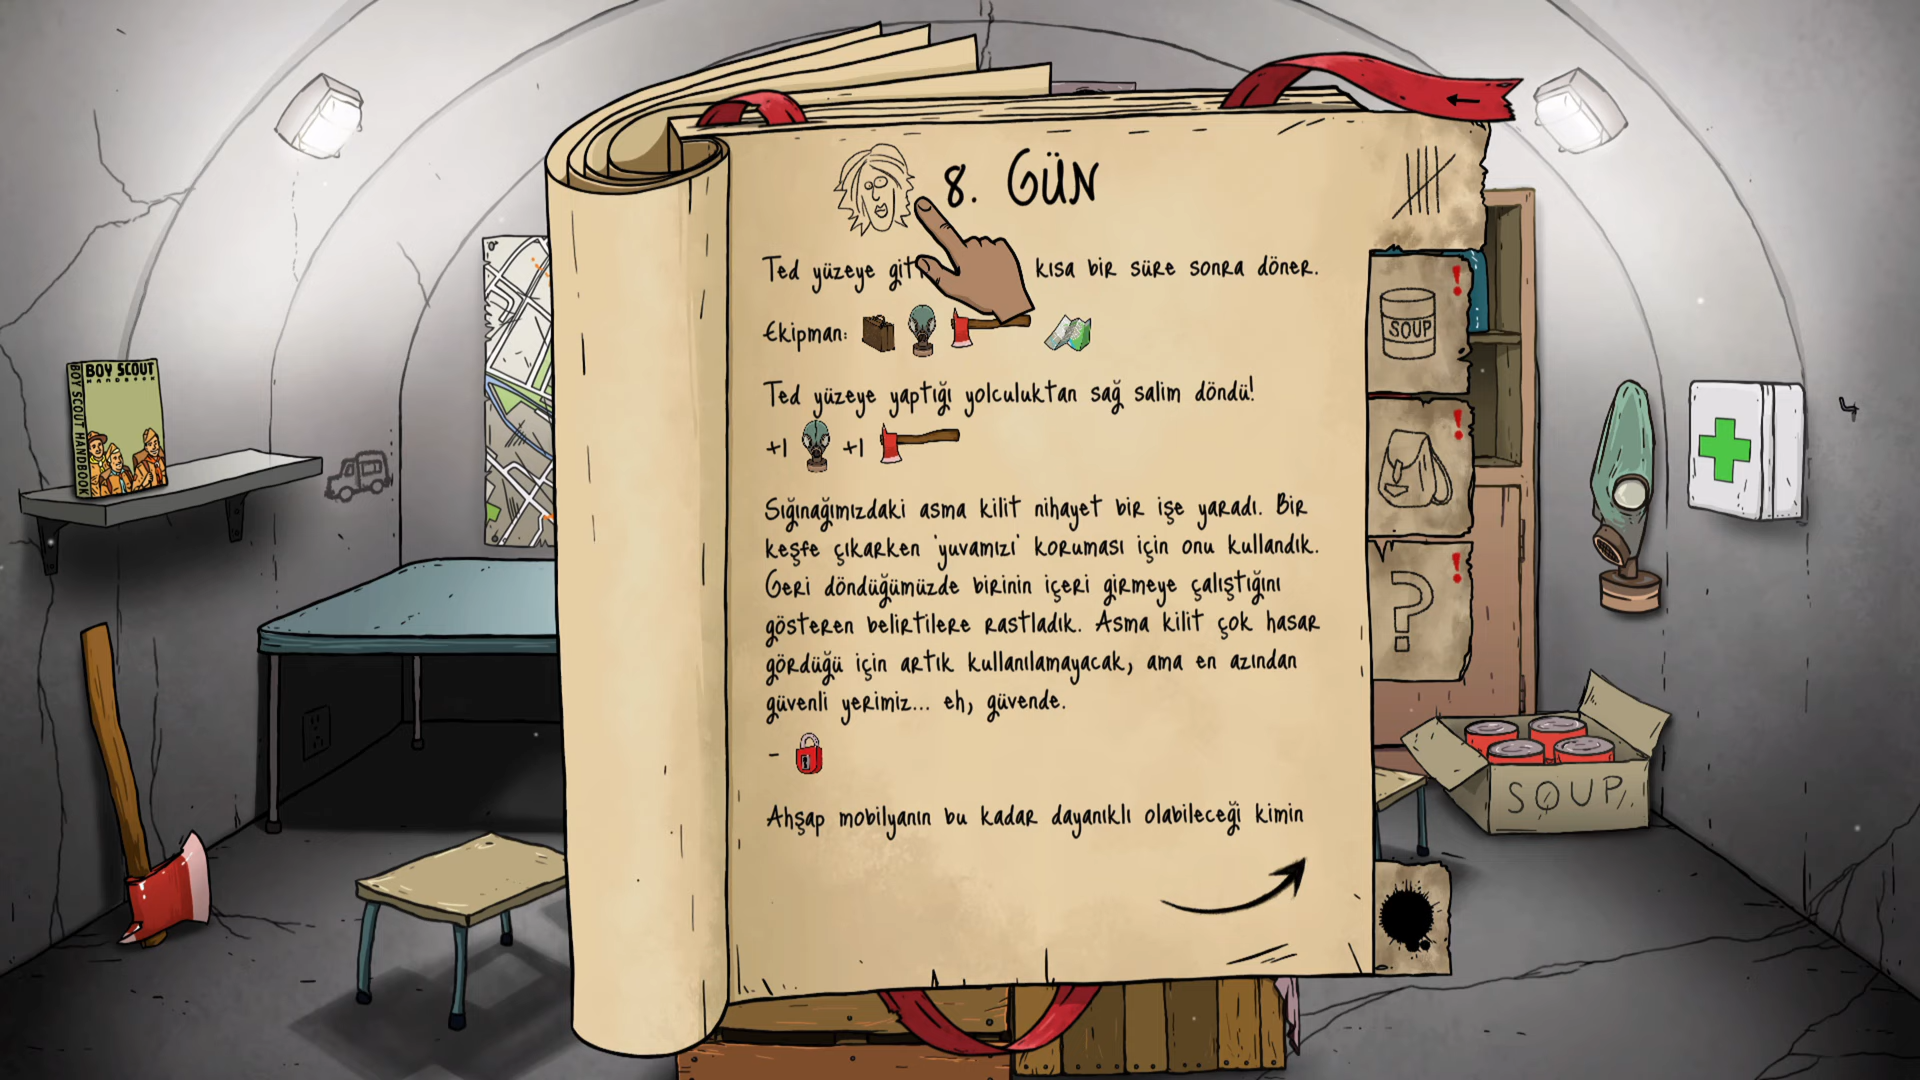 8. GÜN
Ted yüzeye kısa bir süre sonra döner.
Ekipman:
Ted yüzeye yaptığı yolculuktan sağ salim döndü!
+1 +1
Sığınağımızdaki asma kilit nihayet bir işe yaradı. Bir
keşfe çıkarken 'yuvamızı' koruması için onu kullandık.
Geri döndüğümüzde birinin içeri girmeye çalıştığını
gösteren belirtilere rastladık. Asma kilit çok hasar
gördüğü için artık kullanılamayacak, ama en azından
güvenli yerimiz... eh, güvende.
-
Ahşap mobilyanın bu kadar dayanıklı olabileceği kimin
BOY SCOUT
HANDBOOK
BOY SCOUT HANDBOOK
SOUP
!
!
?
!
SOUP